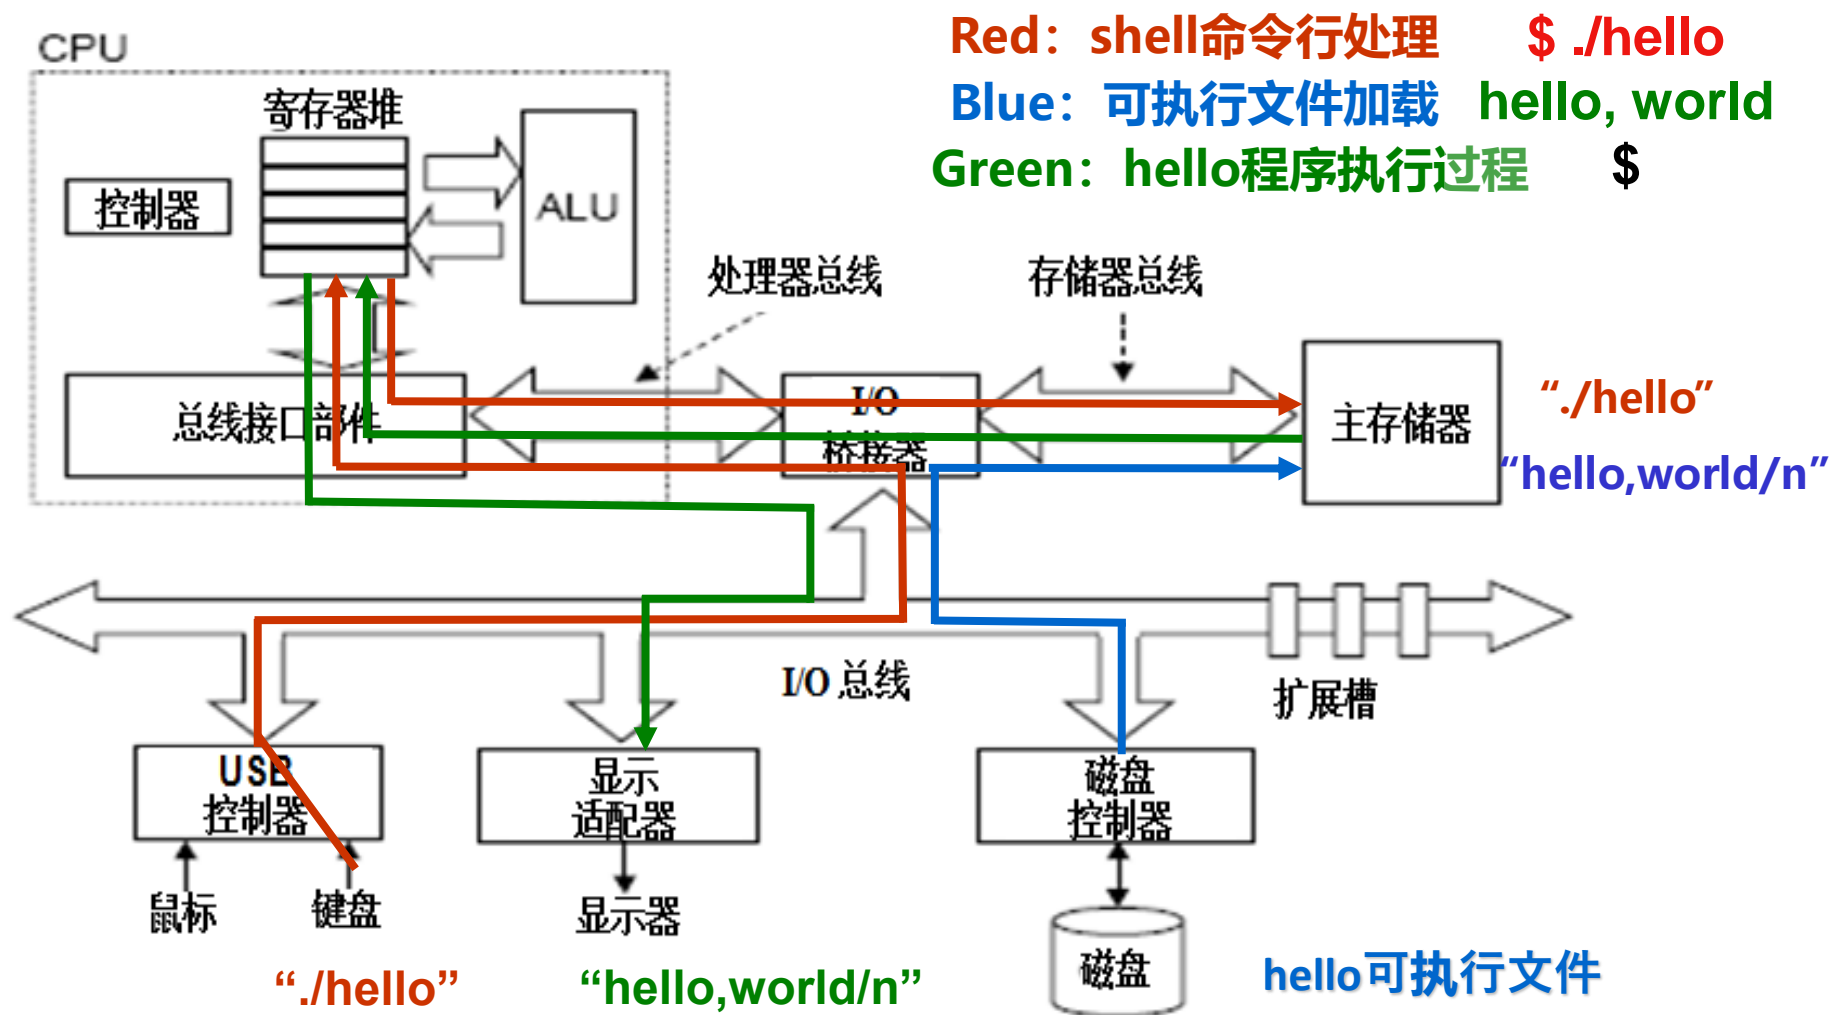 CPU
Red：shell命令行处理
$ ./hello
Blue：可执行文件加载
hello, world
Green：hello程序执行过程
$
寄存器堆
控制器
ALU
处理器总线
存储器总线
总线接口部件
I/O
桥接器
主存储器
“./hello”
“hello,world/n”
I/O 总线
扩展槽
USB
控制器
显示
适配器
磁盘
控制器
鼠标
键盘
显示器
磁盘
“./hello”
“hello,world/n”
hello可执行文件